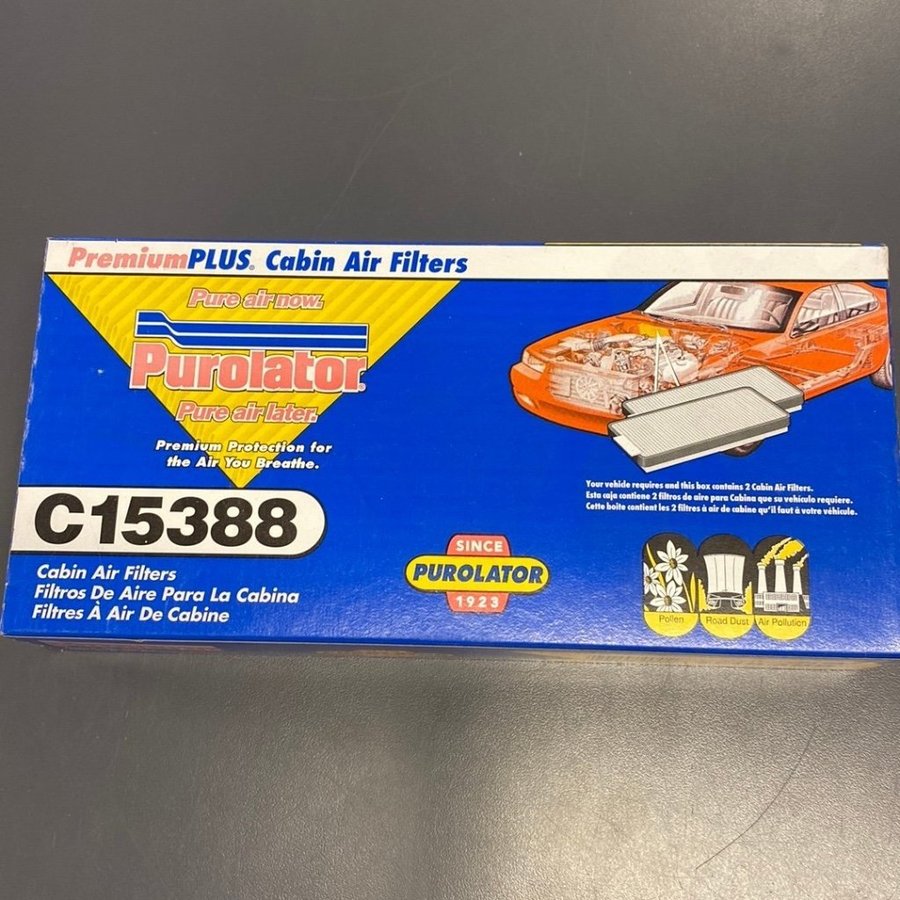 PremiumPLUS® Cabin Air Filters
Pure air now.
Purolator®
Pure air later.
Premium Protection for
the Air You Breathe.
C15388
Cabin Air Filters
Filtros De Aire Para La Cabina
Filtres À Air De Cabine
SINCE
PUROLATOR
1923
Your vehicle requires and this box contains 2 Cabin Air Filters.
Esta caja contiene 2 filtros de aire para Cabina que su vehículo requiere.
Cette boite contient les 2 filtres à air de cabine qu'il faut à votre véhicule.
Pollen
Road Dust
Air Pollution